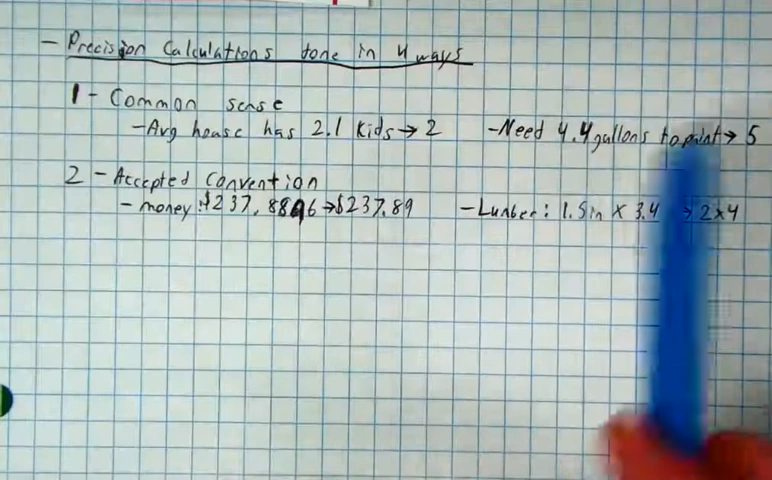 - Precision Calculations done in 4 ways
1 - Common sense
- Avg house has 2.1 kids → 2 - Need 4.4 gallons to paint → 5
2 - Accepted Convention
- money: $237.8896 → $237.89 - Lumber: 1.5in x 3.4 → 2x4